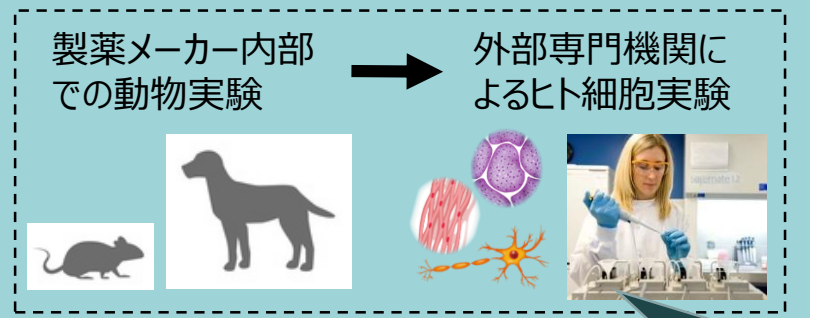 製薬メーカー内部
での動物実験
外部専門機関に
よるヒト細胞実験